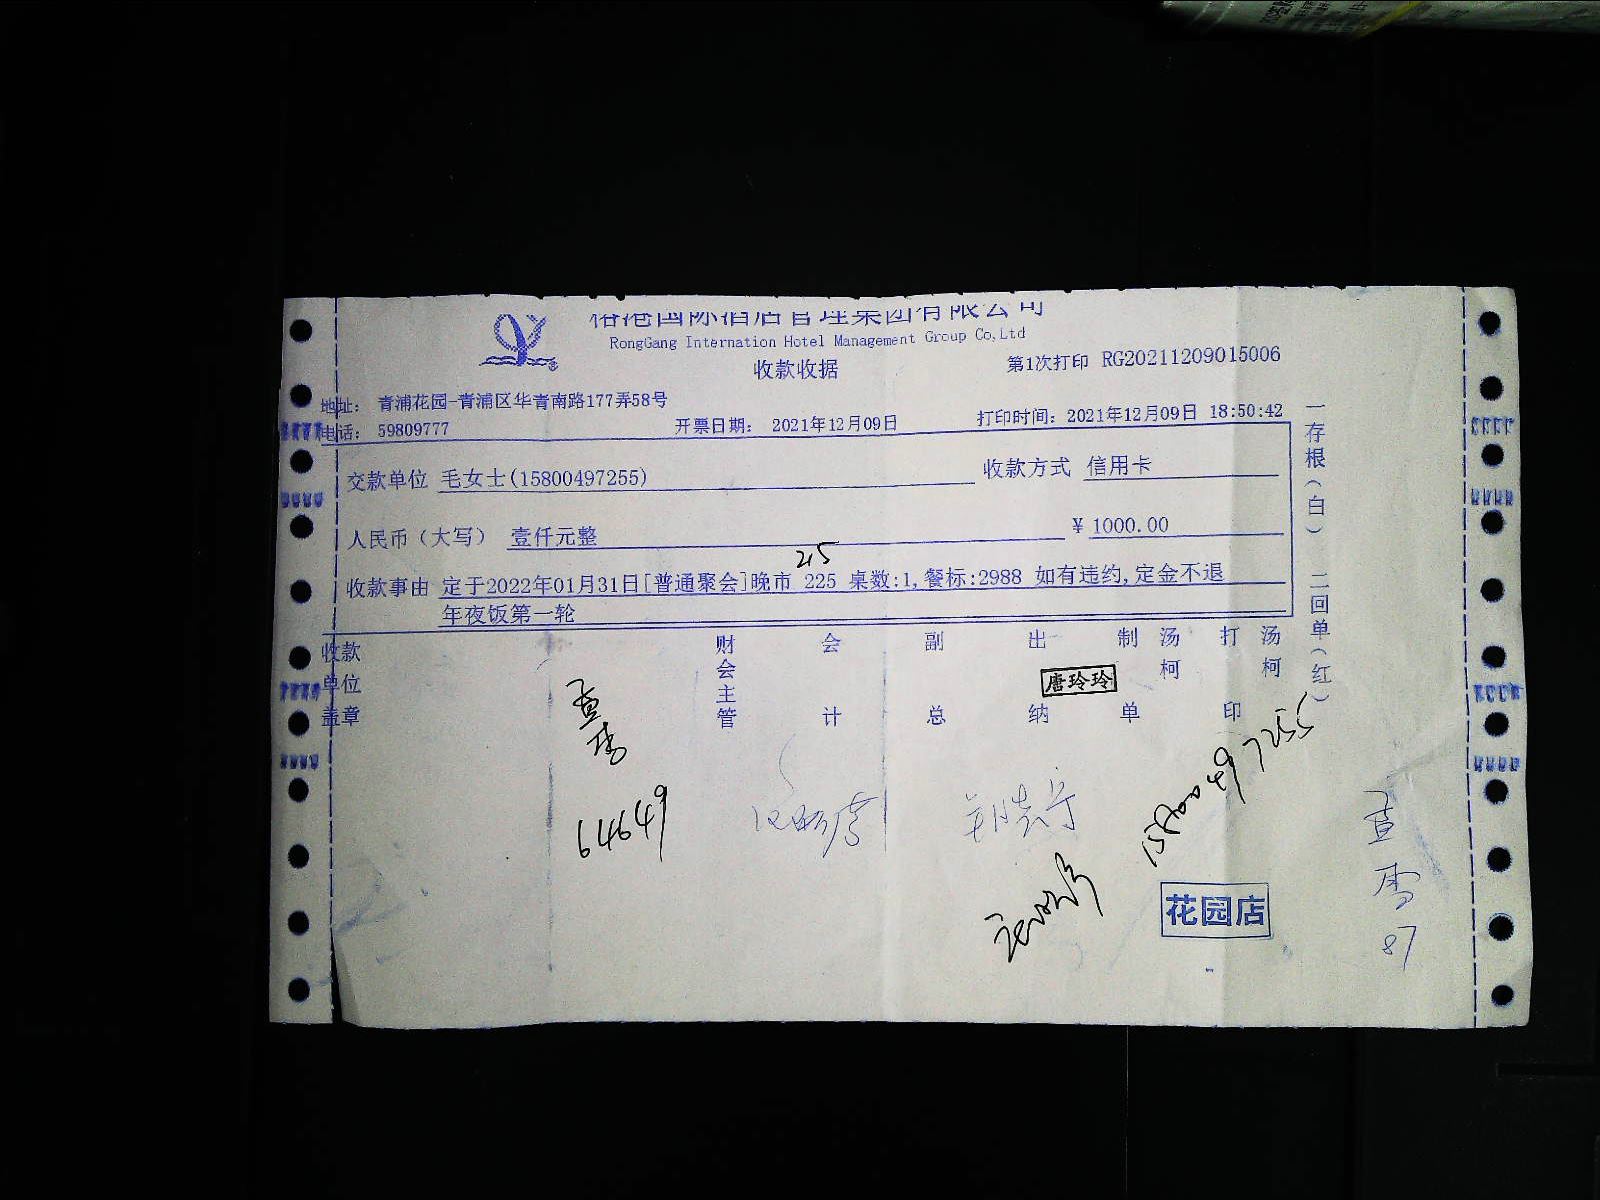 港国际酒店管理集团有限公司
RongGang Internation Hotel Management Group Co,Ltd
收款收据
第1次打印 RG20211209015006
地址: 青浦花园-青浦区华青南路177弄58号
电话: 59809777
开票日期: 2021年12月09日
打印时间: 2021年12月09日 18:50:42
交款单位 毛女士(15800497255)
收款方式 信用卡
人民币(大写) 壹仟元整
¥ 1000.00
215
收款事由 定于2022年01月31日[普通聚会]晚市 225 桌数:1,餐标:2988 如有违约,定金不退
年夜饭第一轮
收款单位盖章
财会主管
会计
副总
出纳
唐玲玲
制单
汤柯
打印
汤柯
一存根(白) 二回单(红)
64649
15800497255
花园店
87